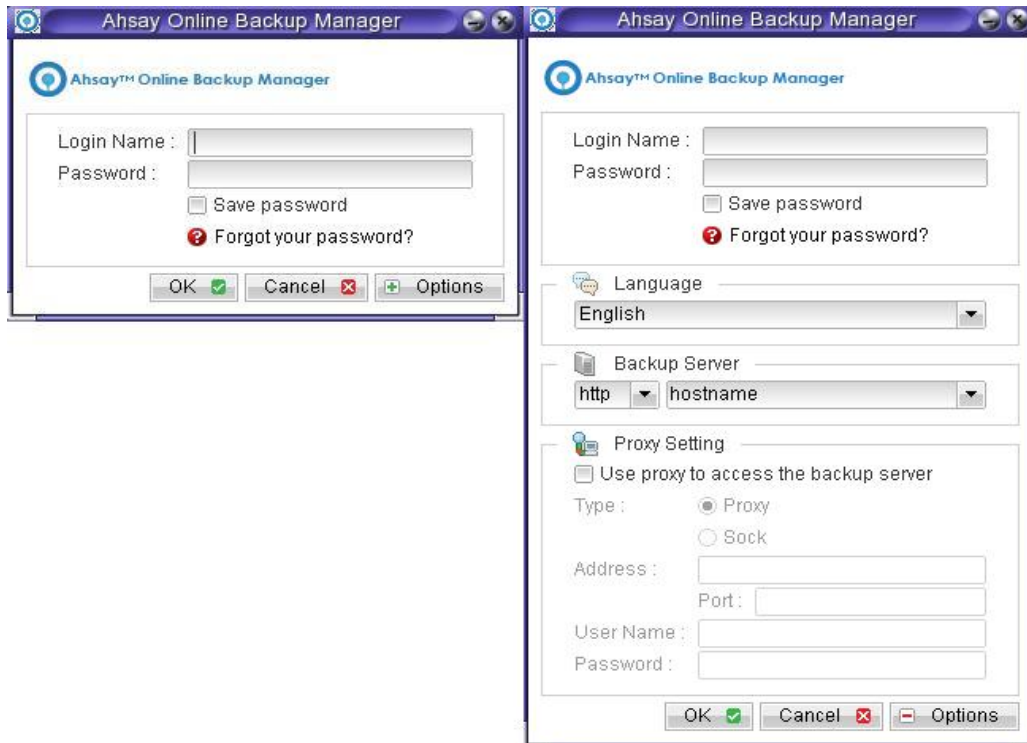 Ahsay Online Backup Manager
Ahsay™ Online Backup Manager
Login Name :
Password :
Save password
Forgot your password?
OK
Cancel
Options
Ahsay Online Backup Manager
Ahsay™ Online Backup Manager
Login Name :
Password :
Save password
Forgot your password?
Language
English
Backup Server
http hostname
Proxy Setting
Use proxy to access the backup server
Type : Proxy
Sock
Address :
Port :
User Name :
Password :
OK
Cancel
Options